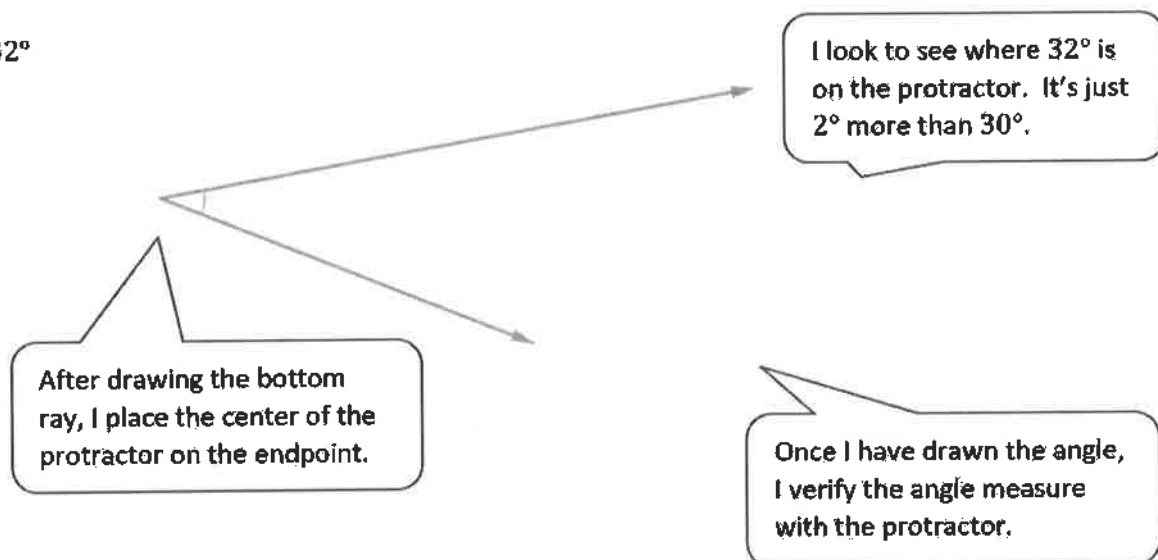 I look to see where 32° is
on the protractor. It's just
2° more than 30°.
After drawing the bottom
ray, I place the center of the
protractor on the endpoint.
Once I have drawn the angle,
I verify the angle measure
with the protractor.